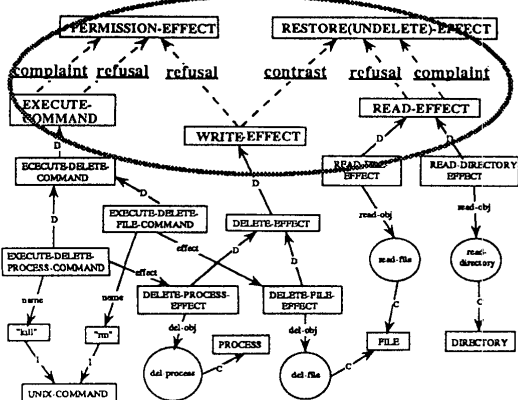 PERMISSION-EFFECT
RESTORE(UNDELETE)-EFFECT
complaint
refusal
refusal
contrast
refusal
complaint
EXECUTE-
COMMAND
READ-EFFECT
WRITE-EFFECT
D
D
D
ECECUTE-DELETE-
COMMAND
EFFECT
READ-DIRECTORY
EFFECT
D
D
D
EXECUTE-DELETE-
FILE-COMMAND
DELETE-EFFECT
read-obj
read-obj
effect
D
D
EXECUTE-DELETE-
PROCESS-COMMAND
effect
read-file
read-
directory
name
name
DELETE-PROCESS-
EFFECT
DELETE-FILE-
EFFECT
C
C
"kill"
"rm"
del-obj
del-obj
PROCESS
FILE
DIRECTORY
I
I
del process
C
del-file
C
UNIX-COMMAND